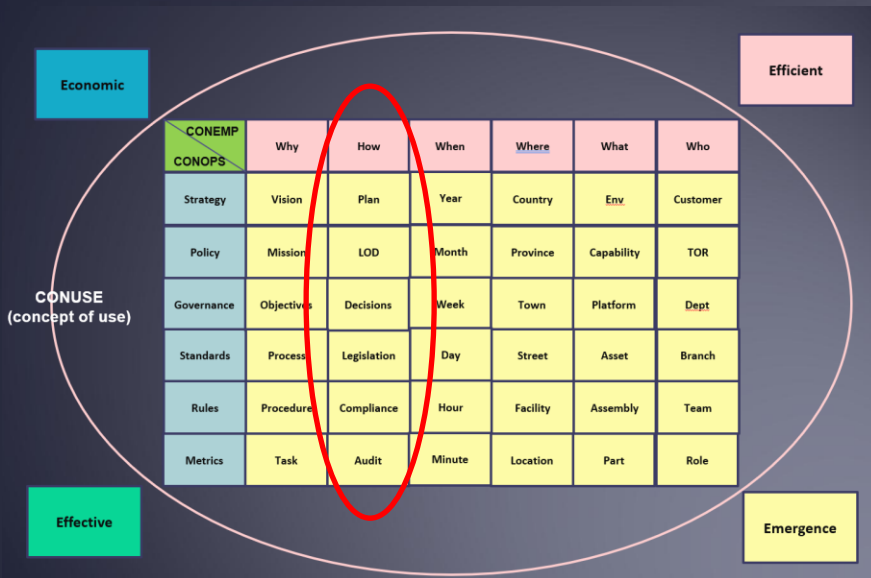 Economic
Efficient
CONEMP
CONOPS
Why
How
When
Where
What
Who
Strategy
Vision
Plan
Year
Country
Env
Customer
Policy
Mission
LOD
Month
Province
Capability
TOR
CONUSE
(concept of use)
Governance
Objectives
Decisions
Week
Town
Platform
Dept
Standards
Process
Legislation
Day
Street
Asset
Branch
Rules
Procedure
Compliance
Hour
Facility
Assembly
Team
Metrics
Task
Audit
Minute
Location
Part
Role
Effective
Emergence